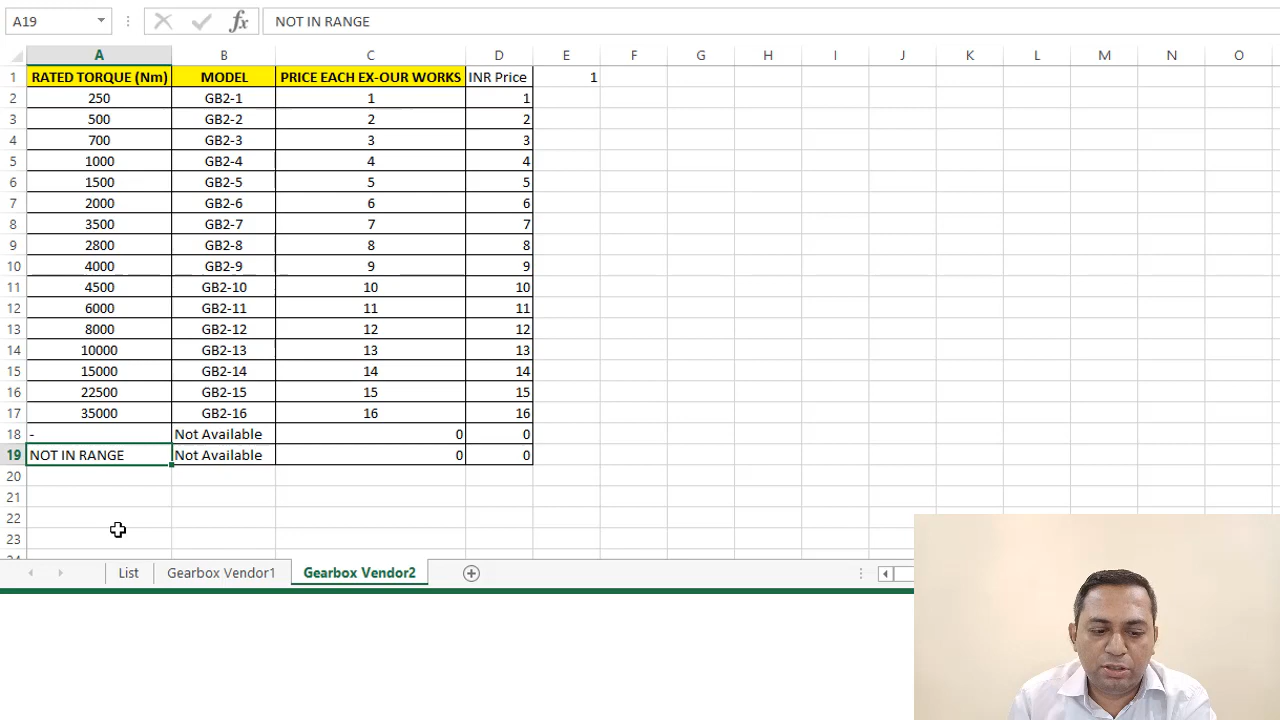 A19 fx NOT IN RANGE
A B C D E F G H I J K L M N O
1 RATED TORQUE (Nm) MODEL PRICE EACH EX-OUR WORKS INR Price 1
2 250 GB2-1 1 1
3 500 GB2-2 2 2
4 700 GB2-3 3 3
5 1000 GB2-4 4 4
6 1500 GB2-5 5 5
7 2000 GB2-6 6 6
8 3500 GB2-7 7 7
9 2800 GB2-8 8 8
10 4000 GB2-9 9 9
11 4500 GB2-10 10 10
12 6000 GB2-11 11 11
13 8000 GB2-12 12 12
14 10000 GB2-13 13 13
15 15000 GB2-14 14 14
16 22500 GB2-15 15 15
17 35000 GB2-16 16 16
18 - Not Available 0 0
19 NOT IN RANGE Not Available 0 0
20
21
22
23
List Gearbox Vendor1 Gearbox Vendor2